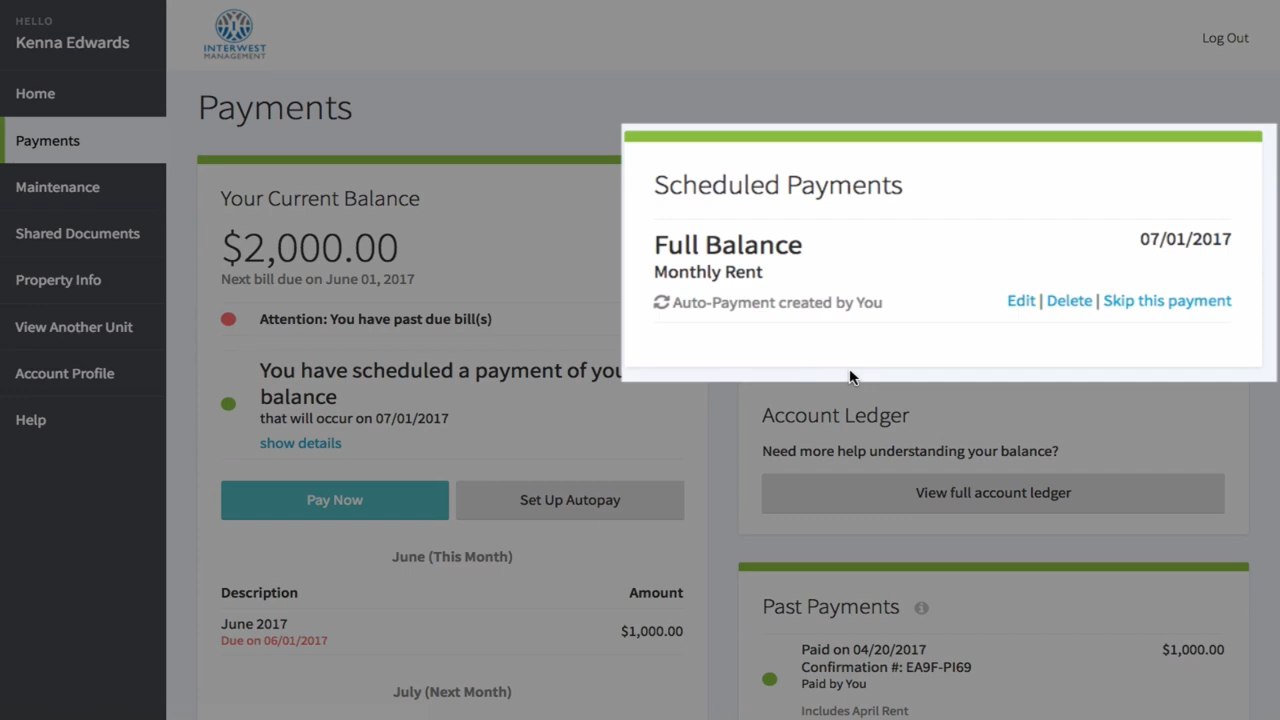 HELLO
Kenna Edwards
Home
Payments
Maintenance
Shared Documents
Property Info
View Another Unit
Account Profile
Help
INTERWEST
MANAGEMENT
Log Out
Payments
Your Current Balance
$2,000.00
Next bill due on June 01, 2017
Attention: You have past due bill(s)
You have scheduled a payment of
balance
that will occur on 07/01/2017
show details
Pay Now
Set Up Autopay
June (This Month)
Description Amount
June 2017 $1,000.00
Due on 06/01/2017
July (Next Month)
Scheduled Payments
Full Balance 07/01/2017
Monthly Rent
Auto-Payment created by You Edit | Delete | Skip this payment
Account Ledger
Need more help understanding your balance?
View full account ledger
Past Payments
Paid on 04/20/2017 $1,000.00
Confirmation #: EA9F-PI69
Paid by You
Includes April Rent